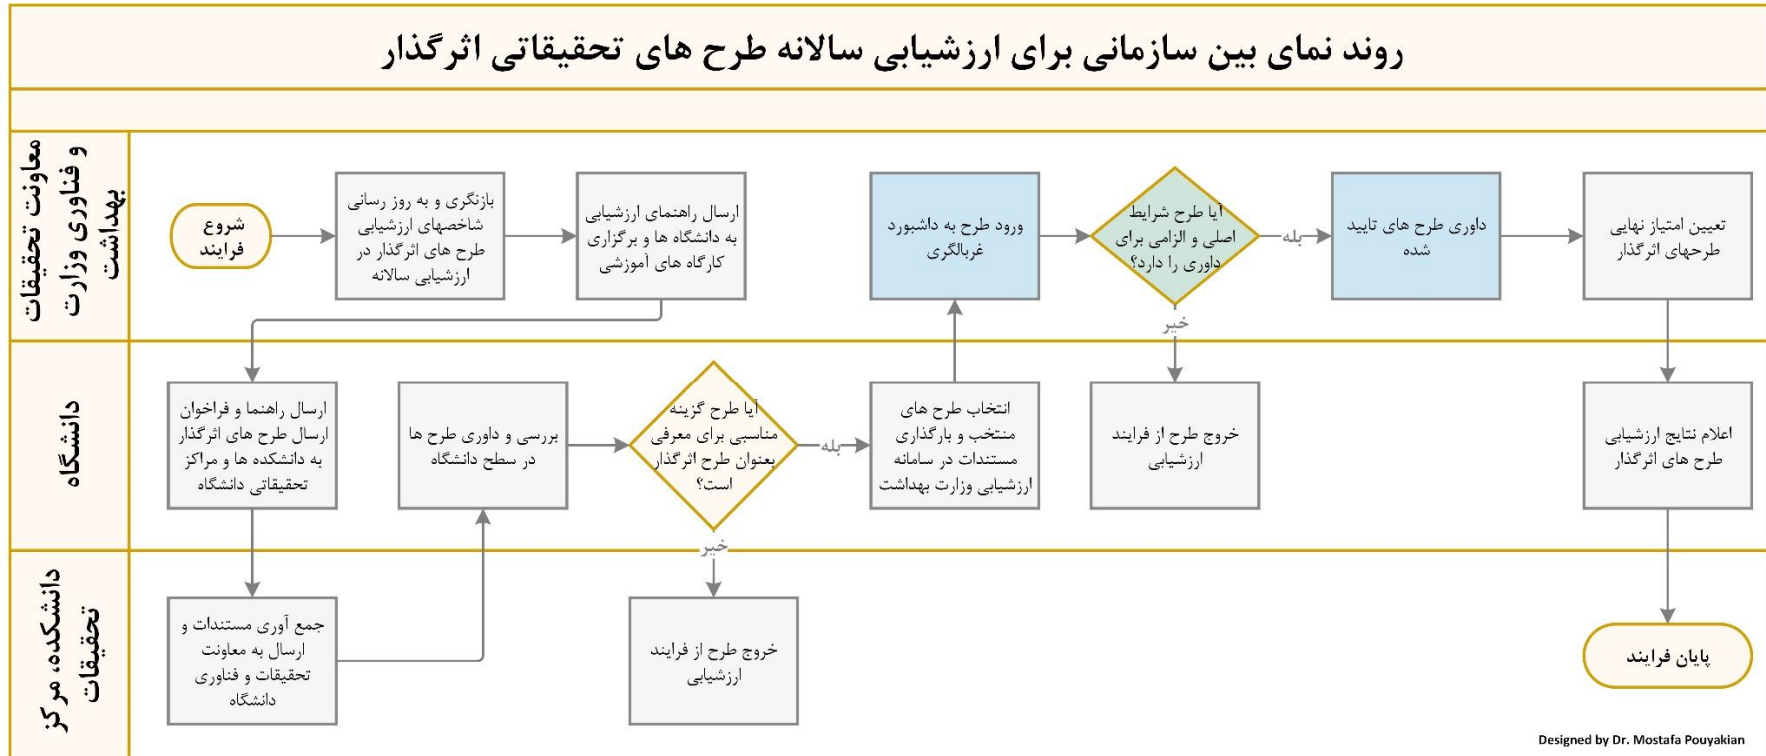 روند نمای بین سازمانی برای ارزشیابی سالانه طرح های تحقیقاتی اثرگذار
معاونت تحقیقات
و فناوری وزارت
بهداشت
شروع
فرایند
بازنگری و به روز رسانی
شاخصهای ارزشیابی
طرح های اثرگذار در
ارزشیابی سالانه
ارسال راهنمای ارزشیابی
به دانشگاه ها و برگزاری
کارگاه های آموزشی
ورود طرح به داشبورد
غربالگری
آیا طرح شرایط
اصلی و الزامی برای
داوری را دارد؟
بله
خیر
داوری طرح های تایید
شده
تعیین امتیاز نهایی
طرحهای اثرگذار
دانشگاه
ارسال راهنما و فراخوان
ارسال طرح های اثرگذار
به دانشکده ها و مراکز
تحقیقاتی دانشگاه
بررسی و داوری طرح ها
در سطح دانشگاه
آیا طرح گزینه
مناسبی برای معرفی
بعنوان طرح اثرگذار
است؟
بله
خیر
انتخاب طرح های
منتخب و بارگذاری
مستندات در سامانه
ارزشیابی وزارت بهداشت
خروج طرح از فرایند
ارزشیابی
اعلام نتایج ارزشیابی
طرح های اثرگذار
دانشکده، مرکز
تحقیقات
جمع آوری مستندات و
ارسال به معاونت
تحقیقات و فناوری
دانشگاه
خروج طرح از فرایند
ارزشیابی
پایان فرایند
Designed by Dr. Mostafa Pouyakian